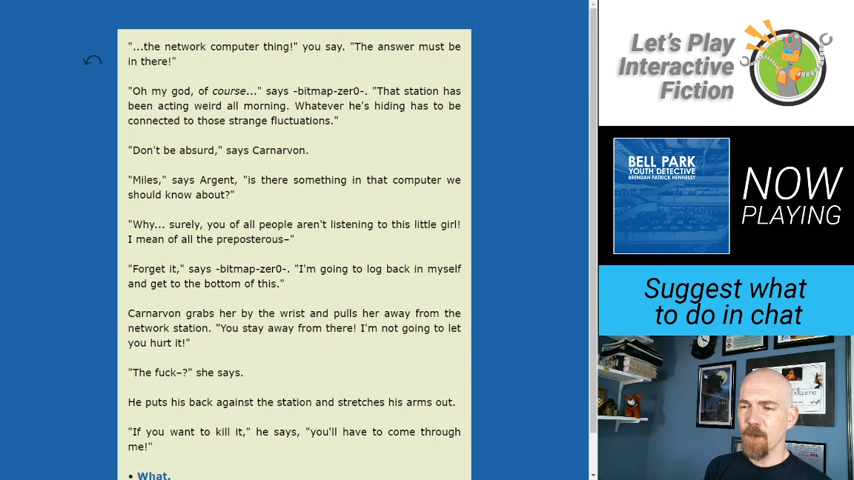 "...the network computer thing!" you say. "The answer must be
in there!"
"Oh my god, of course..." says -bitmap-zer0-. "That station has
been acting weird all morning. Whatever he's hiding has to be
connected to those strange fluctuations."
"Don't be absurd," says Carnarvon.
"Miles," says Argent, "is there something in that computer we
should know about?"
"Why... surely, you of all people aren't listening to this little girl!
I mean of all the preposterous–"
"Forget it," says -bitmap-zer0-. "I'm going to log back in myself
and get to the bottom of this."
Carnarvon grabs her by the wrist and pulls her away from the
network station. "You stay away from there! I'm not going to let
you hurt it!"
"The fuck–?" she says.
He puts his back against the station and stretches his arms out.
"If you want to kill it," he says, "you'll have to come through
me!"
• What.
Let's Play
Interactive
Fiction
BELL PARK
YOUTH DETECTIVE
BRENDAN PATRICK HENNESSY
NOW
PLAYING
Suggest what
to do in chat